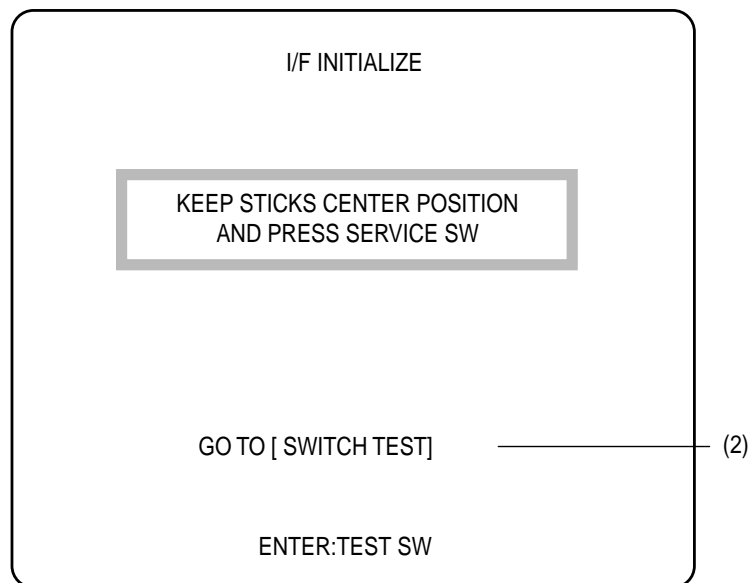 I/F INITIALIZE
KEEP STICKS CENTER POSITION
AND PRESS SERVICE SW
GO TO [ SWITCH TEST]
(2)
ENTER:TEST SW